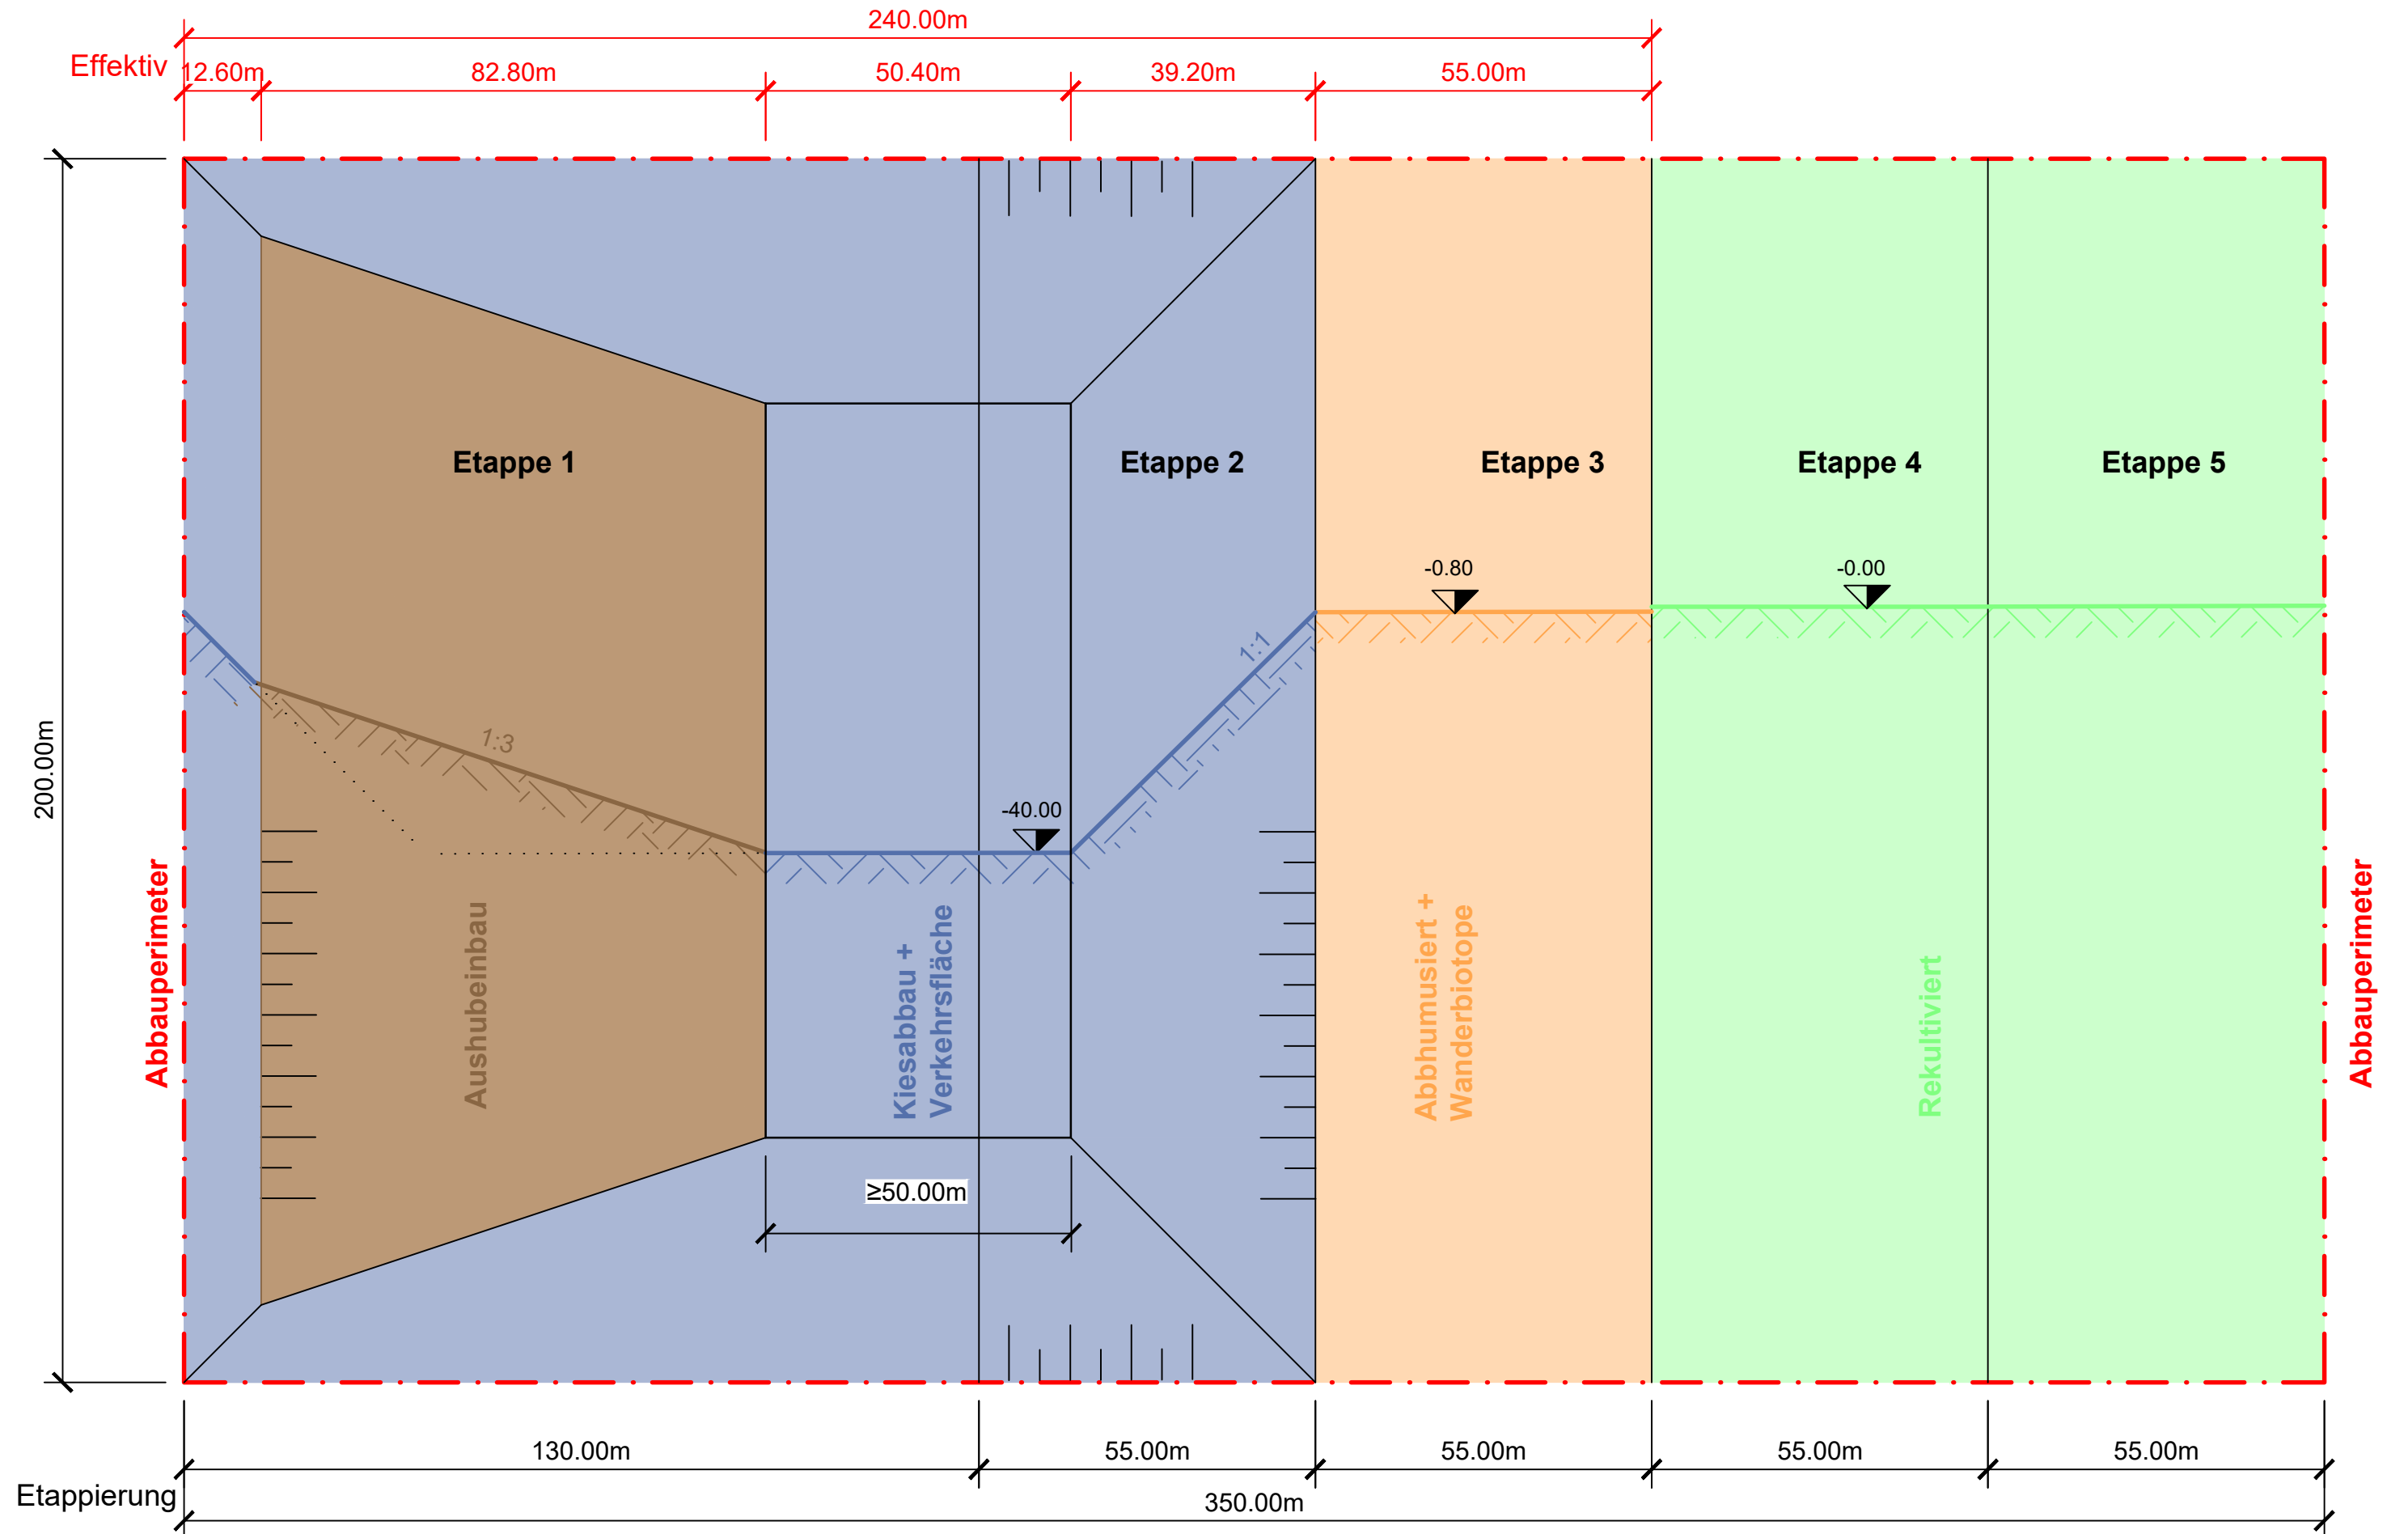 240.00m
Effektiv
12.60m
82.80m
50.40m
39.20m
55.00m
Etappe 1
Etappe 2
Etappe 3
Etappe 4
Etappe 5
-0.80
-0.00
1:1
1:3
-40.00
200.00m
Abbauperimeter
Aushubeinbau
Kiesabbau +
Verkehrsfläche
Abbhumusiert +
Wanderbiotope
Rekultiviert
Abbauperimeter
≥50.00m
130.00m
55.00m
55.00m
55.00m
55.00m
Etappierung
350.00m